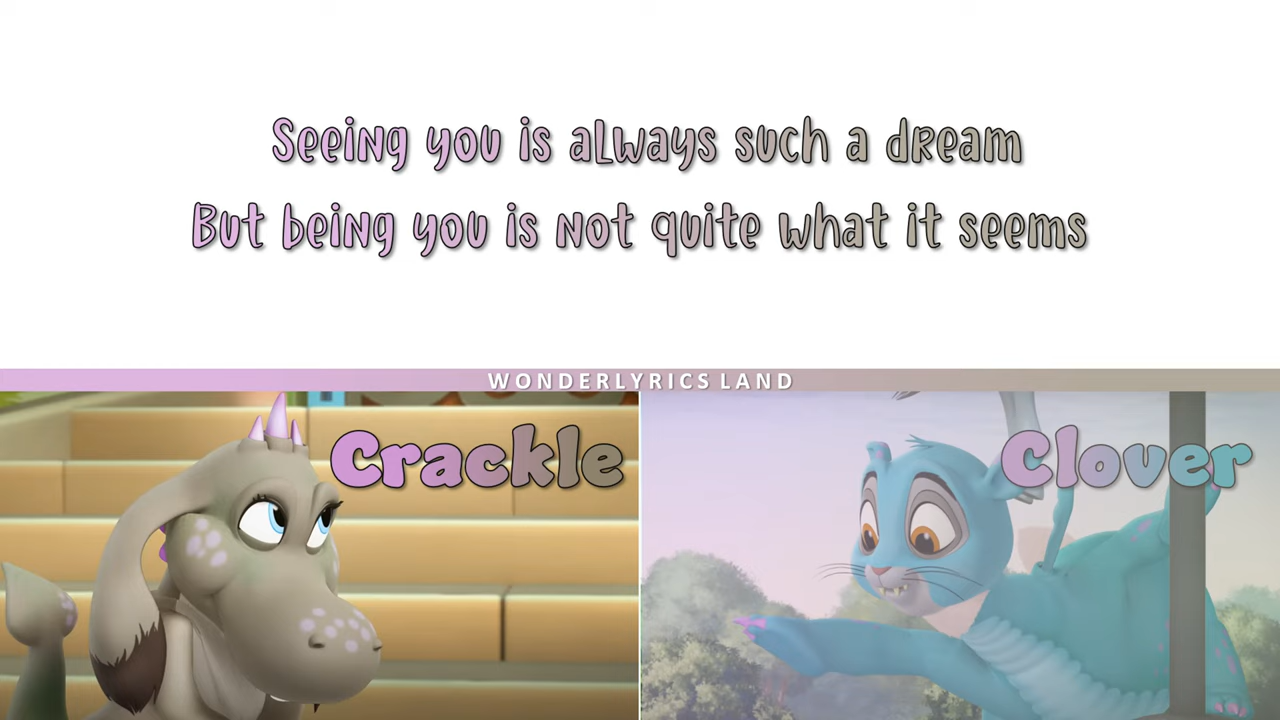 Seeing you is always such a dream
But being you is not quite what it seems
WONDERLYRICS LAND
Crackle
Clover